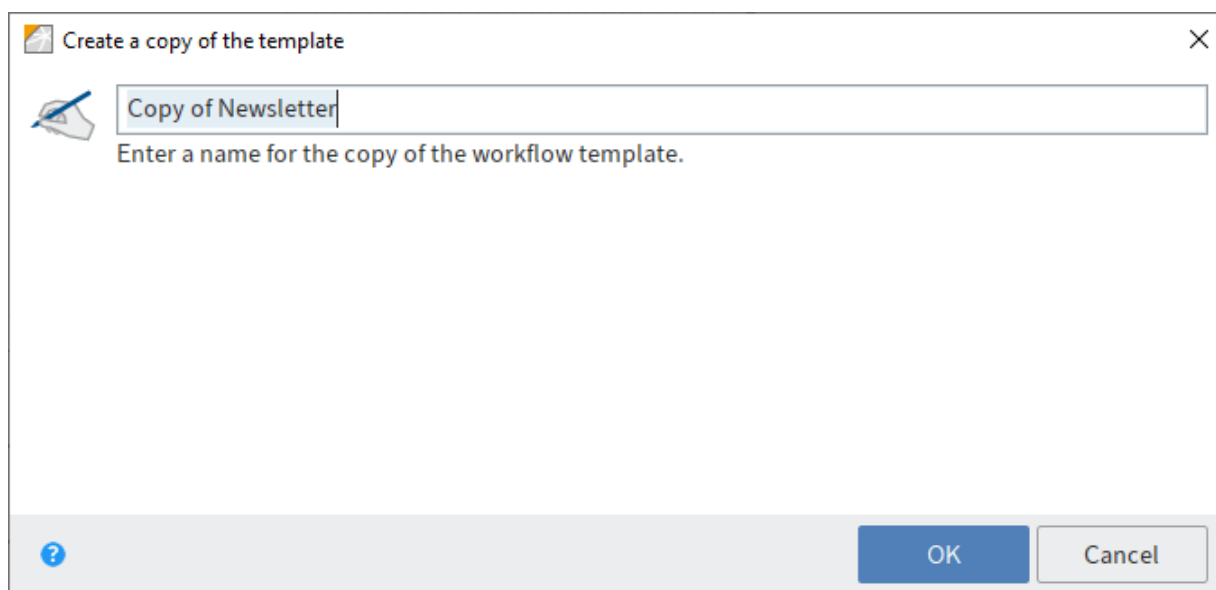 Create a copy of the template
Copy of Newsletter
Enter a name for the copy of the workflow template.
?
OK
Cancel